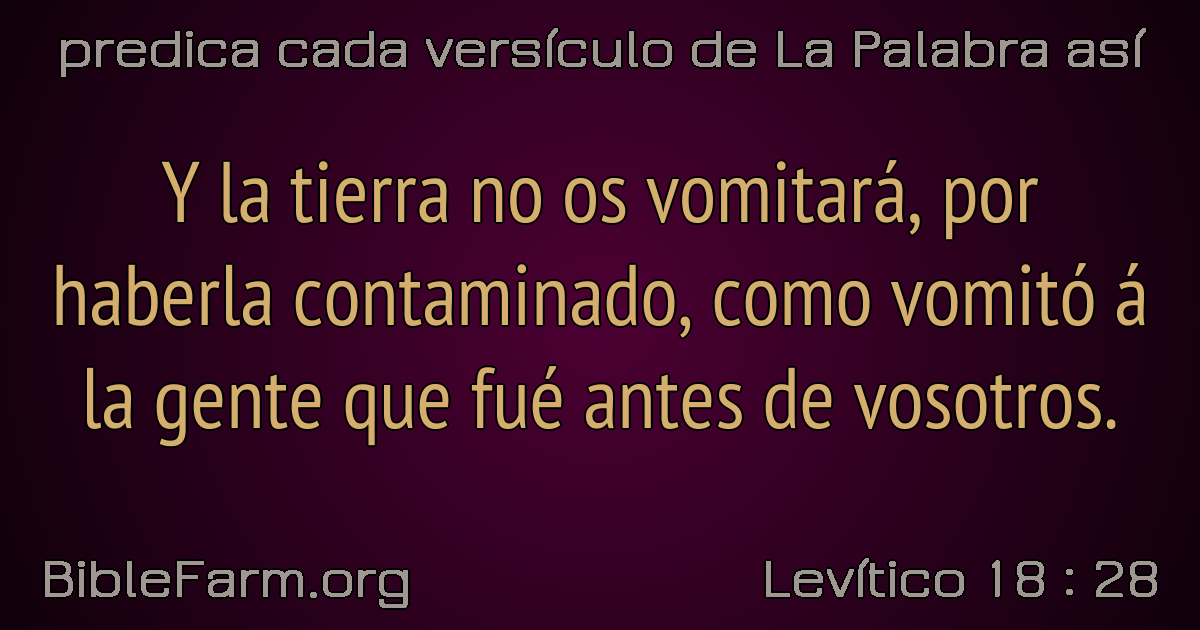 predica cada versículo de La Palabra así
Y la tierra no os vomitará, por
haberla contaminado, como vomitó á
la gente que fué antes de vosotros.
BibleFarm.org
Levítico 18 : 28